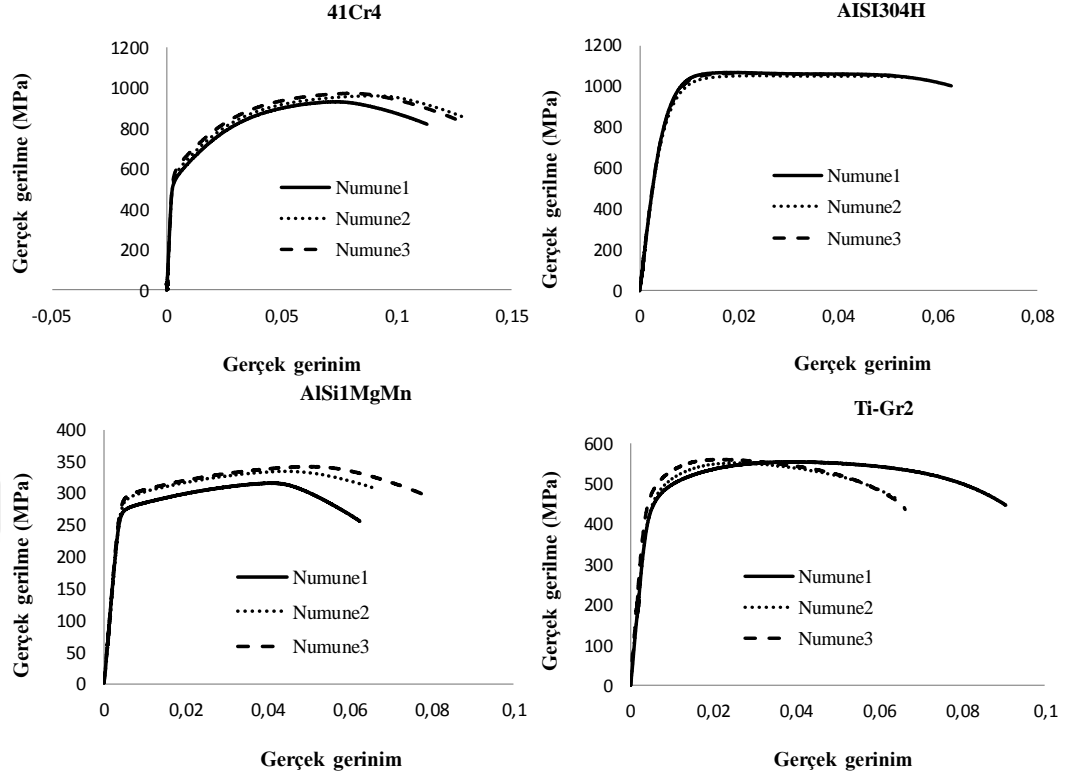 41Cr4
Gerçek gerilme (MPa)
1200
1000
800
600
400
200
0
-0,05 0 0,05 0,1 0,15
Numune1
Numune2
Numune3
Gerçek gerinim
AISI304H
Gerçek gerilme (MPa)
1200
1000
800
600
400
200
0
0 0,02 0,04 0,06 0,08
Numune1
Numune2
Numune3
Gerçek gerinim
AlSi1MgMn
Gerçek gerilme (MPa)
400
350
300
250
200
150
100
50
0
0 0,02 0,04 0,06 0,08 0,1
Numune1
Numune2
Numune3
Gerçek gerinim
Ti-Gr2
Gerçek gerilme (MPa)
600
500
400
300
200
100
0
0 0,02 0,04 0,06 0,08 0,1
Numune1
Numune2
Numune3
Gerçek gerinim